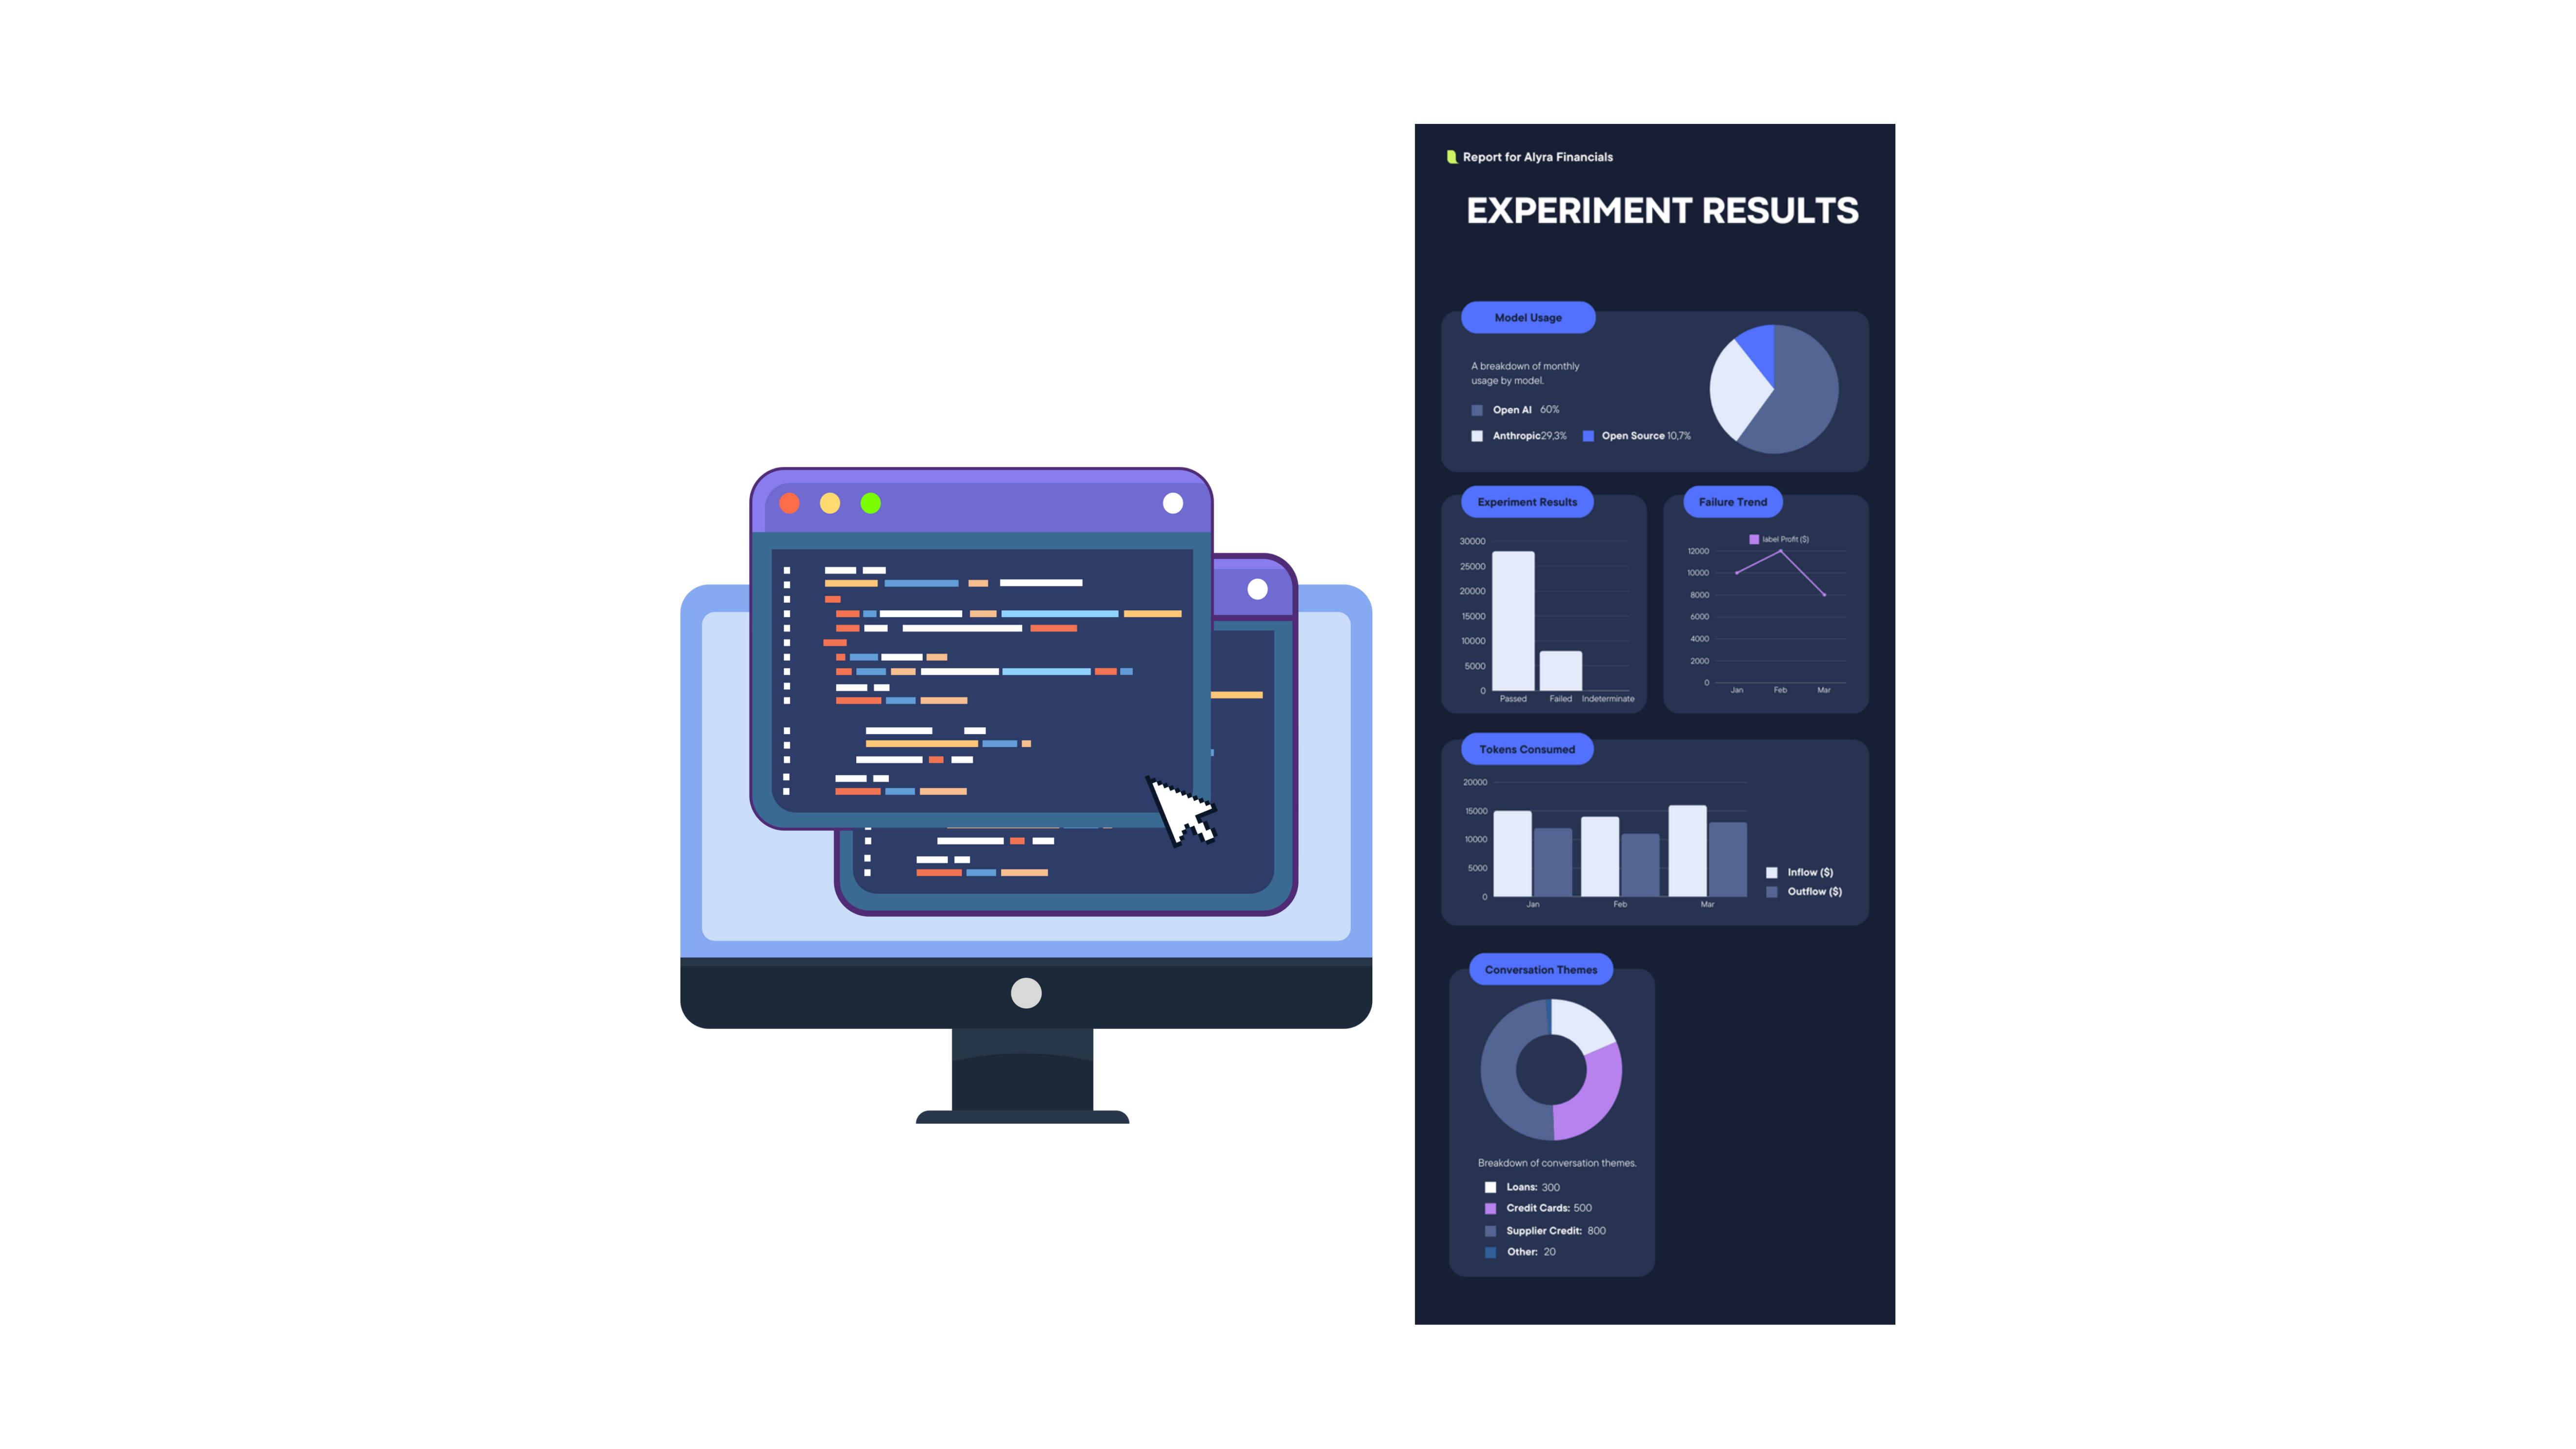 Report for Alyra Financials
EXPERIMENT RESULTS
Model Usage
A breakdown of monthly
usage by model.
Open AI 60%
Anthropic29,3%
Open Source 10,7%
Experiment Results
30000
25000
20000
15000
10000
5000
0
Passed Failed Indeterminate
Failure Trend
label Profit ($)
12000
10000
8000
6000
4000
2000
0
Jan Feb Mar
Tokens Consumed
20000
15000
10000
5000
0
Jan Feb Mar
Inflow ($)
Outflow ($)
Conversation Themes
Breakdown of conversation themes.
Loans: 300
Credit Cards: 500
Supplier Credit: 800
Other: 20